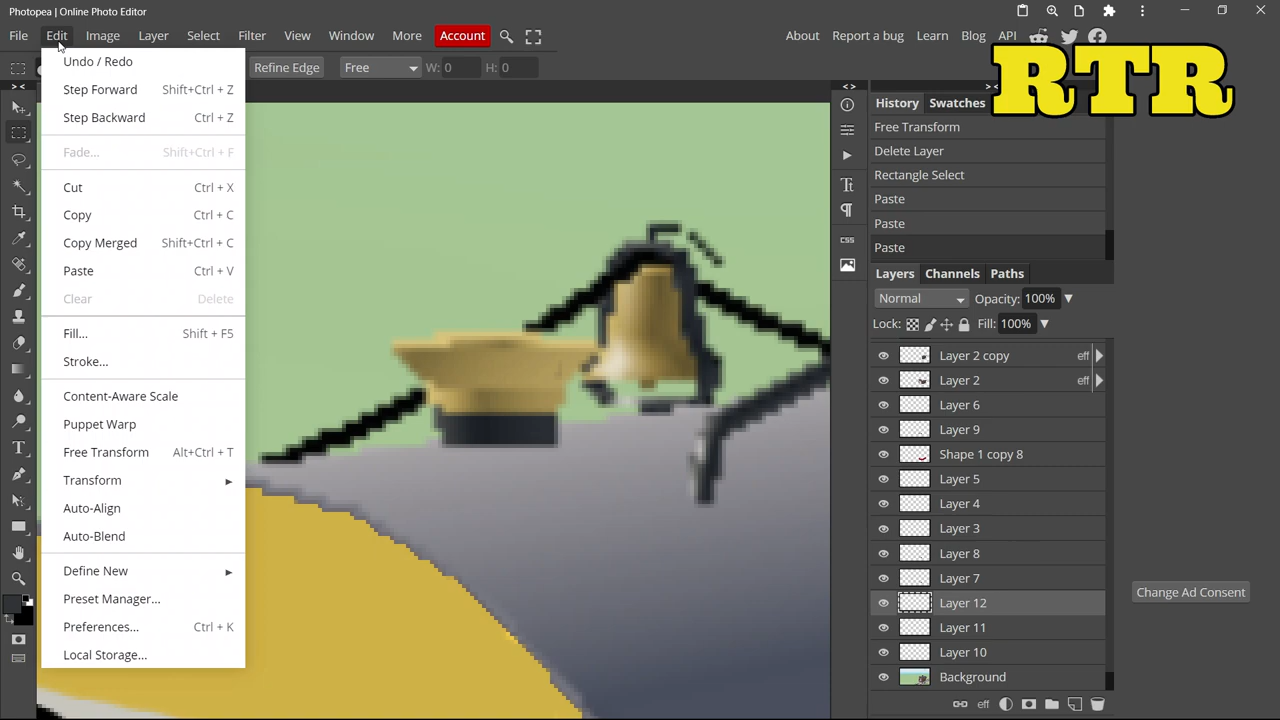 Photopea | Online Photo Editor
File Edit Image Layer Select Filter View Window More Account About Report a bug Learn Blog API
RTR
Refine Edge Free W: 0 H: 0
Undo / Redo
Step Forward Shift+Ctrl + Z
Step Backward Ctrl + Z
Fade... Shift+Ctrl + F
Cut Ctrl + X
Copy Ctrl + C
Copy Merged Shift+Ctrl + C
Paste Ctrl + V
Clear Delete
Fill... Shift + F5
Stroke...
Content-Aware Scale
Puppet Warp
Free Transform Alt+Ctrl + T
Transform
Auto-Align
Auto-Blend
Define New
Preset Manager...
Preferences... Ctrl + K
Local Storage...
> < < > > <
CSS
History Swatches
Free Transform
Delete Layer
Rectangle Select
Paste
Paste
Paste
Layers Channels Paths
Normal Opacity: 100%
Lock: Fill: 100%
Layer 2 copy eff
Layer 2 eff
Layer 6
Layer 9
Shape 1 copy 8
Layer 5
Layer 4
Layer 3
Layer 8
Layer 7
Layer 12
Layer 11
Layer 10
Background
eff
Change Ad Consent